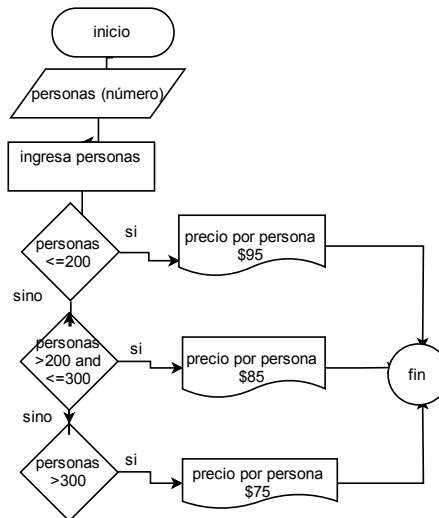 inicio
personas (número)
ingresa personas
personas
<=200
si
precio por persona
$95
sino
personas
>200 and
<=300
si
precio por persona
$85
fin
sino
personas
>300
si
precio por persona
$75